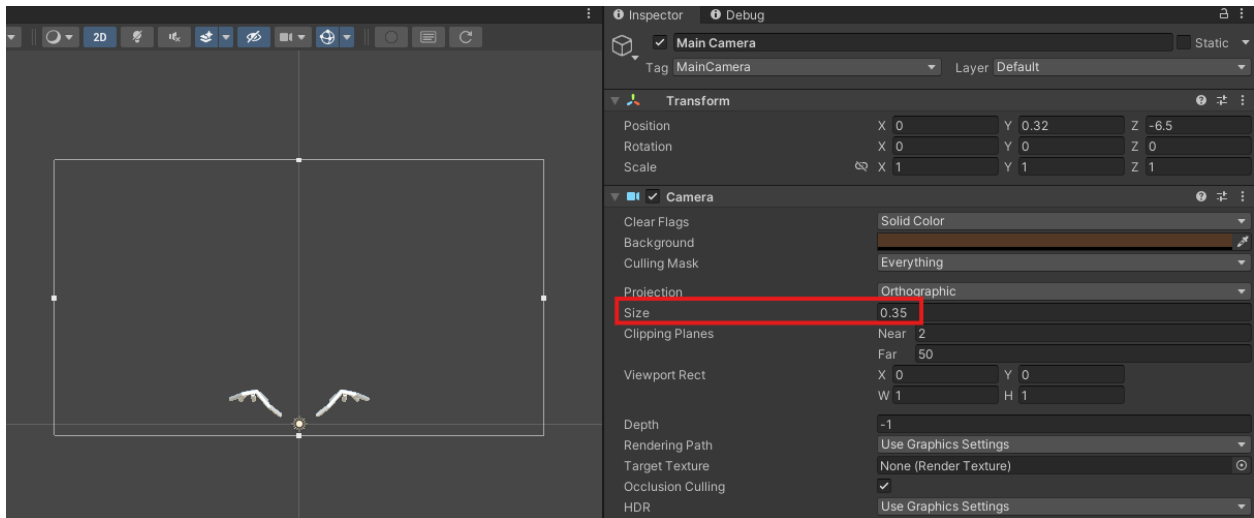 Inspector Debug
2D
Main Camera Static
Tag MainCamera Layer Default
Transform
Position X 0 Y 0.32 Z -6.5
Rotation X 0 Y 0 Z 0
Scale X 1 Y 1 Z 1
Camera
Clear Flags Solid Color
Background
Culling Mask Everything
Projection Orthographic
Size 0.35
Clipping Planes Near 2
Far 50
Viewport Rect X 0 Y 0
W 1 H 1
Depth -1
Rendering Path Use Graphics Settings
Target Texture None (Render Texture)
Occlusion Culling
HDR Use Graphics Settings